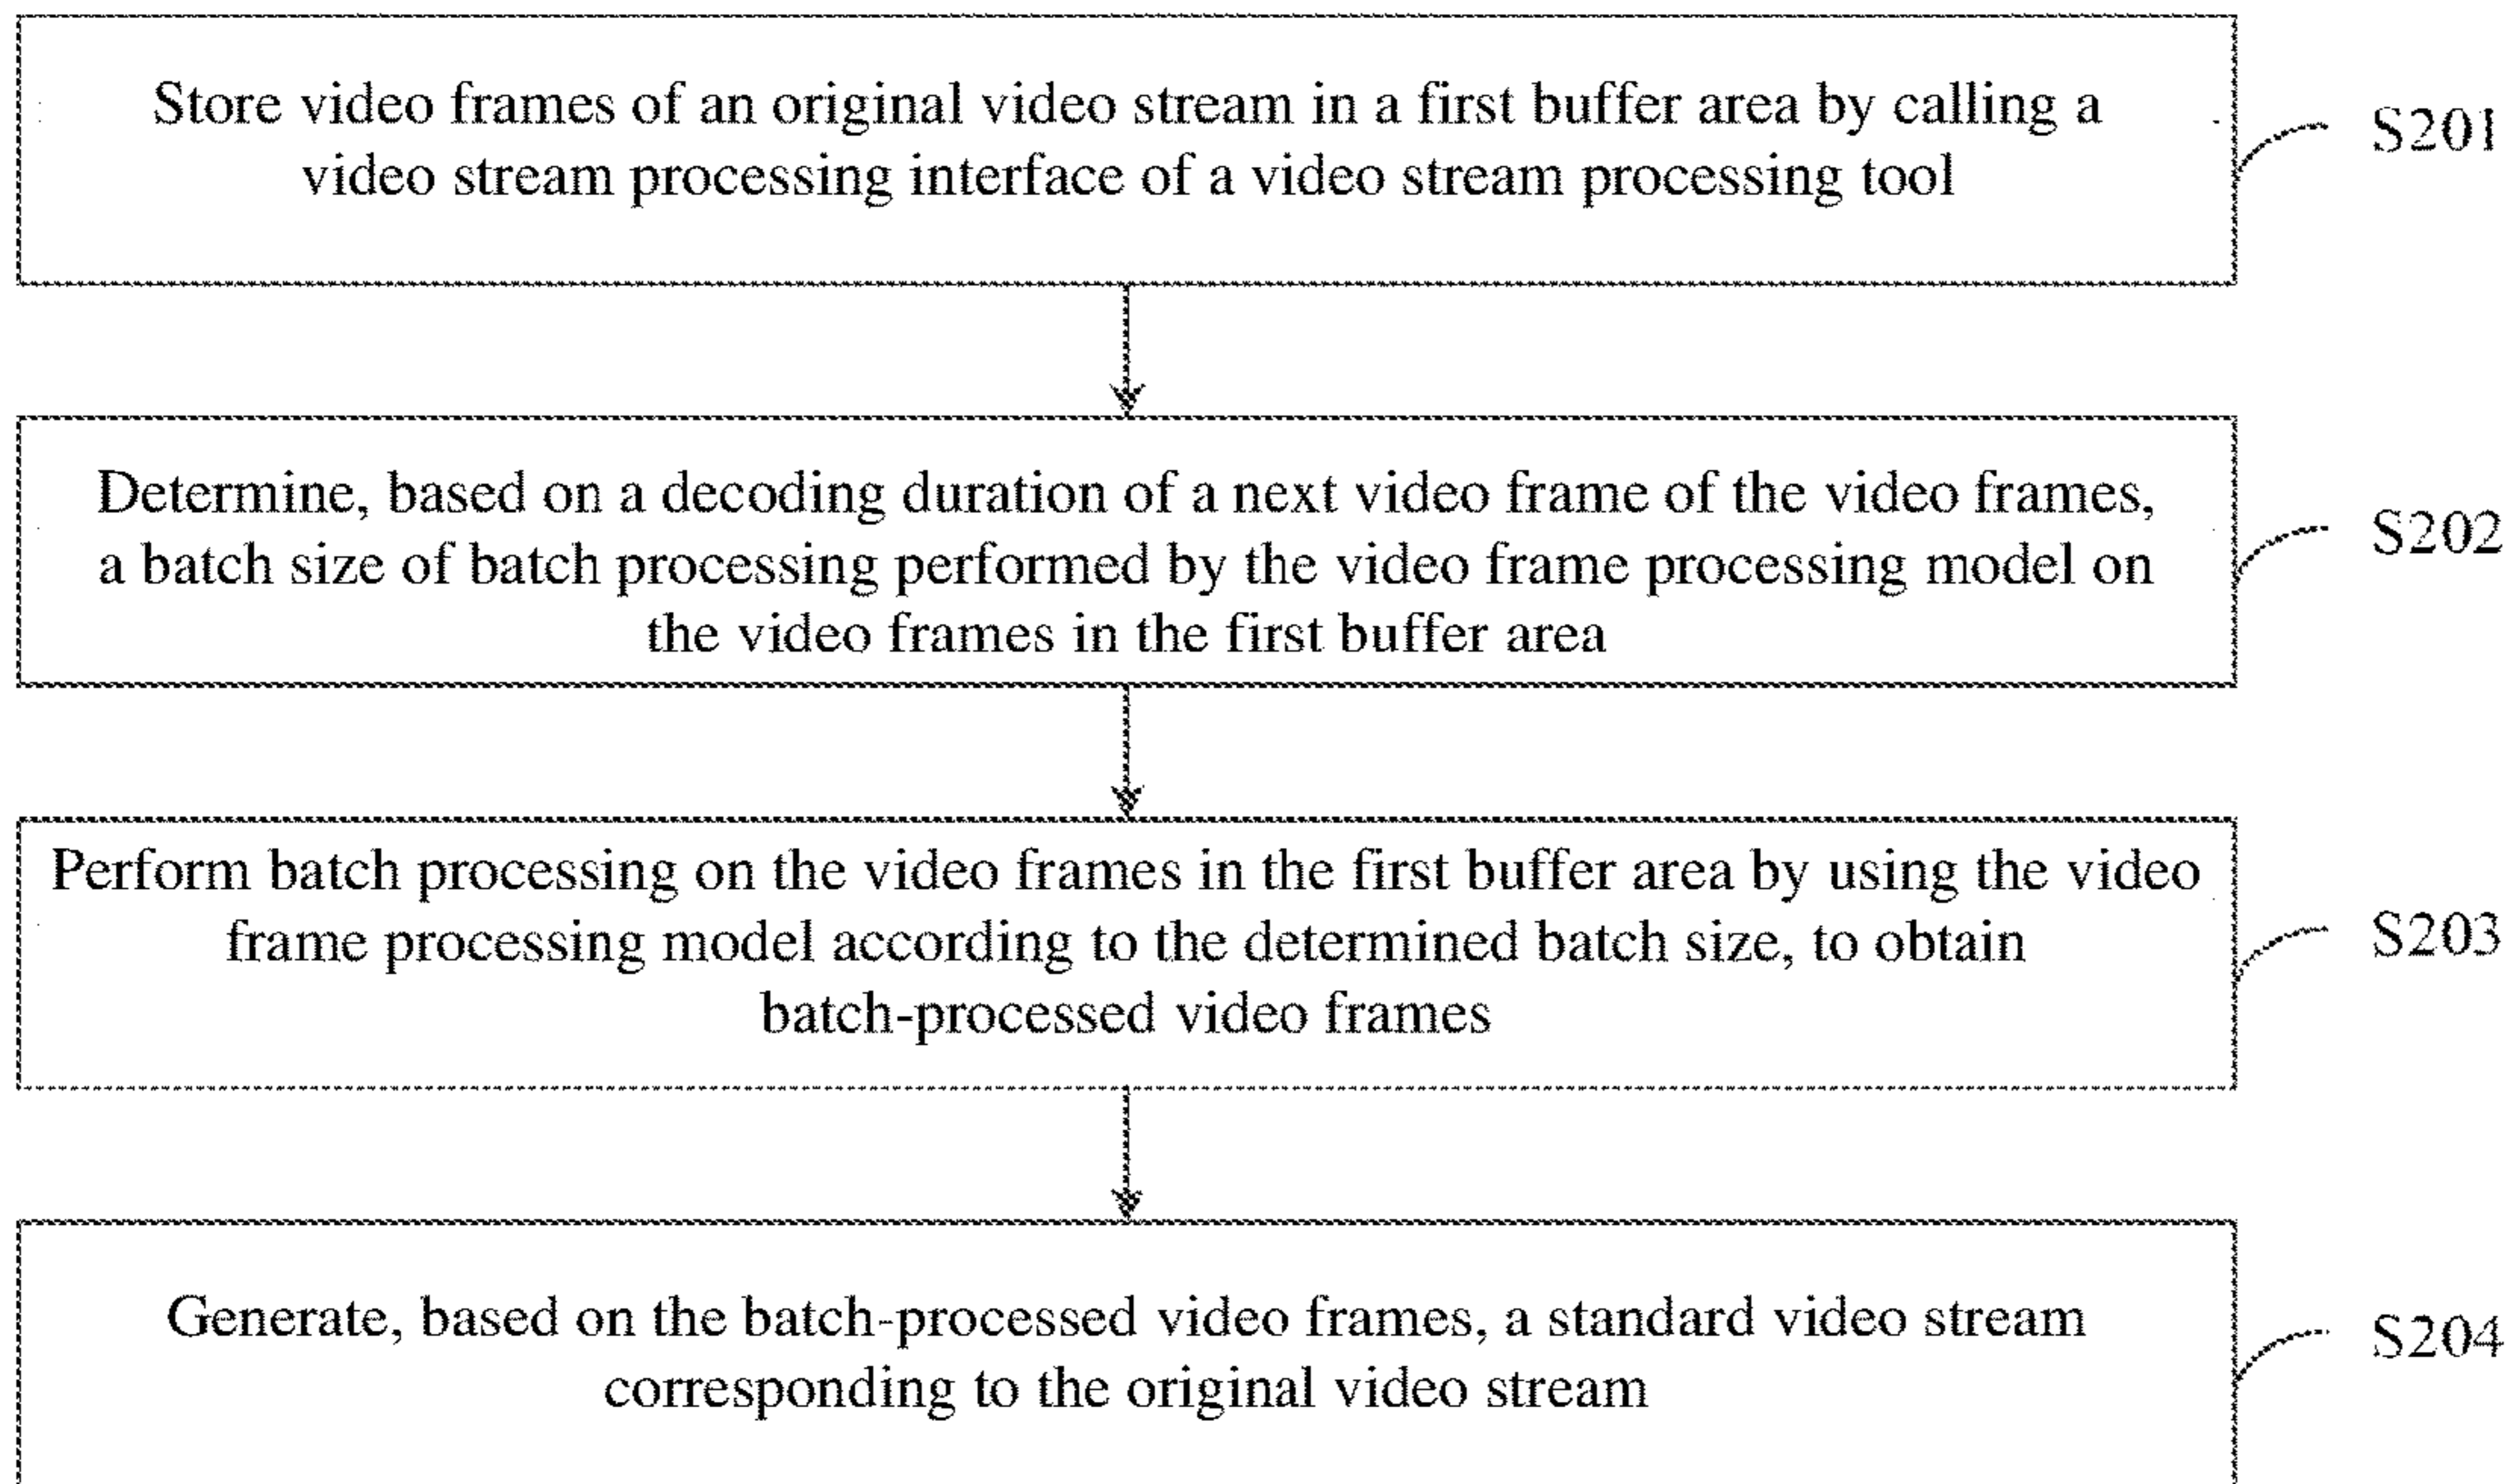 Store video frames of an original video stream in a first buffer area by calling a
video stream processing interface of a video stream processing tool
S201
Determine, based on a decoding duration of a next video frame of the video frames,
a batch size of batch processing performed by the video frame processing model on
the video frames in the first buffer area
S202
Perform batch processing on the video frames in the first buffer area by using the video
frame processing model according to the determined batch size, to obtain
batch-processed video frames
S203
Generate, based on the batch-processed video frames, a standard video stream
corresponding to the original video stream
S204